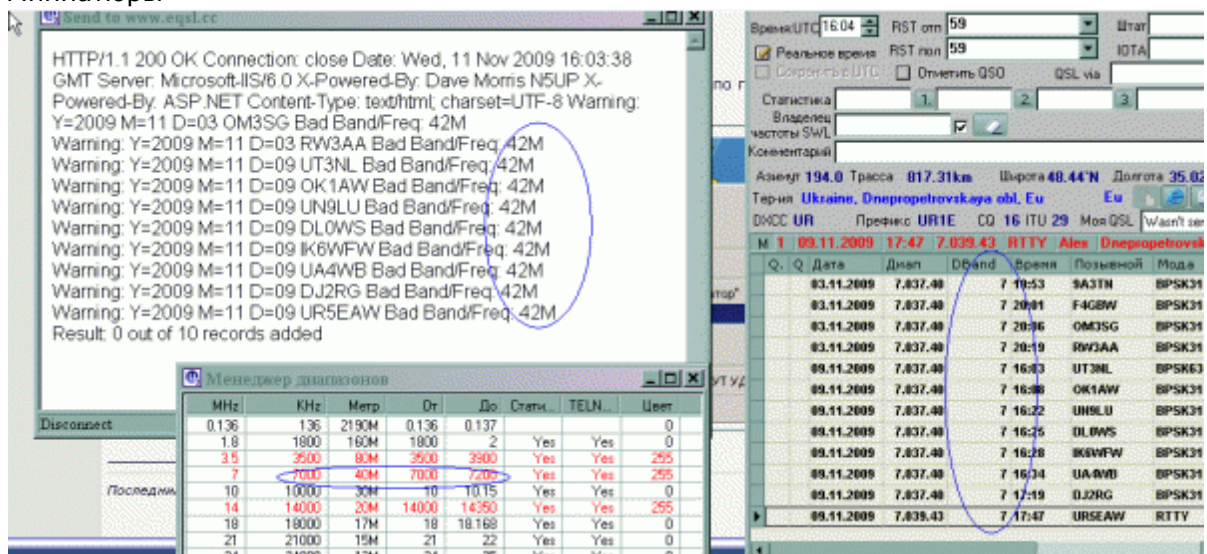 Send to www.eqsl.cc
HTTP/1.1 200 OK Connection: close Date: Wed, 11 Nov 2009 16:03:38
GMT Server: Microsoft-IIS/6.0 X-Powered-By: Dave Morris N5UP X-
Powered-By: ASP.NET Content-Type: text/html; charset=UTF-8 Warning:
Y=2009 M=11 D=03 OM3SG Bad Band/Freq: 42M
Warning: Y=2009 M=11 D=03 RW3AA Bad Band/Freq: 42M
Warning: Y=2009 M=11 D=09 UT3NL Bad Band/Freq: 42M
Warning: Y=2009 M=11 D=09 OK1AW Bad Band/Freq: 42M
Warning: Y=2009 M=11 D=09 UN9LU Bad Band/Freq: 42M
Warning: Y=2009 M=11 D=09 DL0WS Bad Band/Freq: 42M
Warning: Y=2009 M=11 D=09 IK6WFW Bad Band/Freq: 42M
Warning: Y=2009 M=11 D=09 UA4WB Bad Band/Freq: 42M
Warning: Y=2009 M=11 D=09 DJ2RG Bad Band/Freq: 42M
Warning: Y=2009 M=11 D=09 UR5EAW Bad Band/Freq: 42M
Result: 0 out of 10 records added
Disconnect
Менеджер диапазонов
MHz KHz Метр От До Стати... TELN... Цвет
0.136 136 2190M 0.136 0.137 0
1.8 1800 160M 1800 2 Yes Yes 0
3.5 3500 80M 3500 3900 Yes Yes 255
7 7000 40M 7000 7200 Yes Yes 255
10 10000 30M 10 10.15 Yes Yes 0
14 14000 20M 14000 14350 Yes Yes 255
18 18000 17M 18 18.168 Yes Yes 0
21 21000 15M 21 22 Yes Yes 0
Время:UTC 16:04 RST отп 59 Штат
Реальное время RST пол 59 IOTA
Отметить QSO QSL via
Статистика 1. 2 3
Владелец
частоты SWL
Комментарий
Азимут 194.0 Трасса 817.31km Широта 48.44'N Долгота 35.02
Тер-ия Ukraine, Dnepropetrovskaya obl, Eu Eu
DXCC UR Префикс UR1E CQ 16 ITU 29 Моя QSL Wasn't sen
M 1 09.11.2009 17:47 7.039.43 RTTY Alex Dnepropetrovsk
Q. Q Дата Диап DBand Время Позывной Мода
03.11.2009 7.037.40 7 19:53 9A3TN BPSK31
03.11.2009 7.037.40 7 20:01 F4GBW BPSK31
03.11.2009 7.037.40 7 20:06 OM3SG BPSK31
03.11.2009 7.037.40 7 20:19 RW3AA BPSK31
09.11.2009 7.037.40 7 16:03 UT3NL BPSK63
09.11.2009 7.037.40 7 16:08 OK1AW BPSK31
09.11.2009 7.037.40 7 16:22 UN9LU BPSK31
09.11.2009 7.037.40 7 16:25 DL0WS BPSK31
09.11.2009 7.037.40 7 16:28 IK6WFW BPSK31
09.11.2009 7.037.40 7 16:34 UA4WB BPSK31
09.11.2009 7.037.40 7 17:19 DJ2RG BPSK31
09.11.2009 7.039.43 7 17:47 UR5EAW RTTY